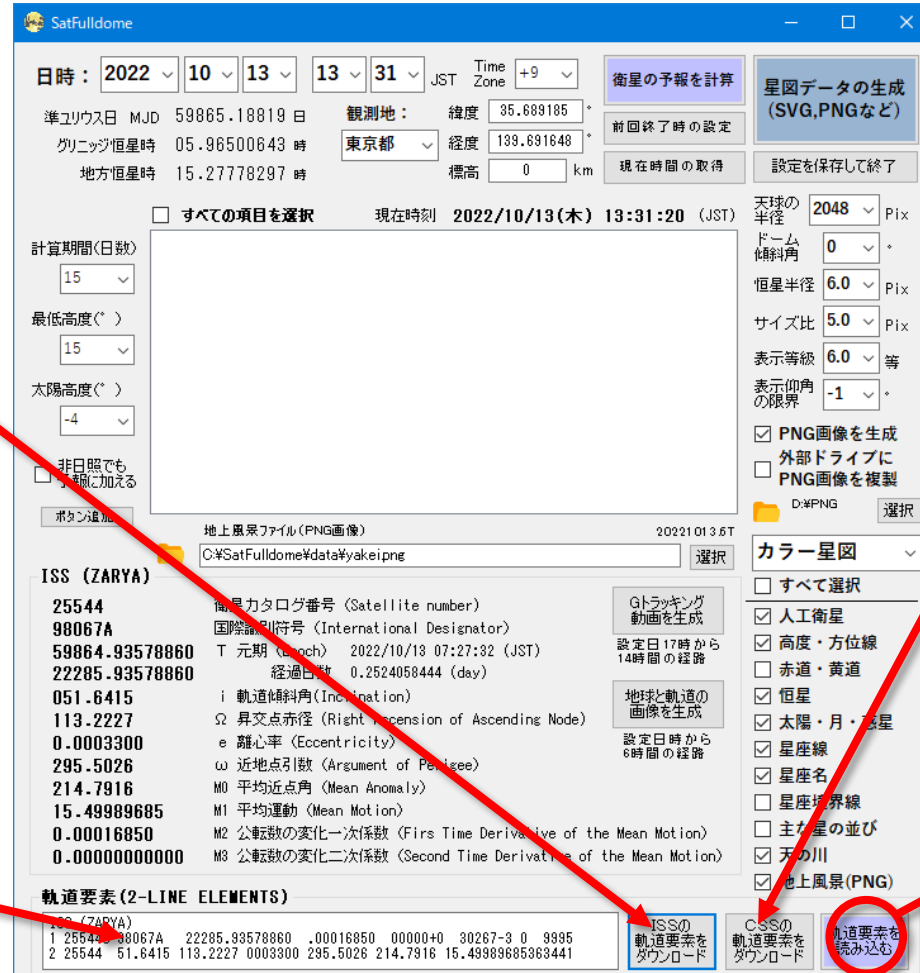 SatFulldome
日時： 2022 10 13 13 31 JST Time Zone +9 衛星の予報を計算 星図データの生成 (SVG,PNGなど)
準ユリウス日 MJD 59865.18819 日 観測地： 緯度 35.689185 ° 前回終了時の設定
グリニッジ恒星時 05.96500643 時 東京都 経度 139.691648 ° 現在時間の取得 設定を保存して終了
地方恒星時 15.27778297 時 標高 0 km
すべての項目を選択 現在時刻 2022/10/13(木) 13:31:20 (JST)
天球の半径 2048 Pix
計算期間(日数)
15
ドーム傾斜角 0 °
恒星半径 6.0 Pix
最低高度(°)
15
サイズ比 5.0 Pix
表示等級 6.0 等
太陽高度(°)
-4
表示仰角の限界 -1 °
PNG画像を生成
非日照でも
予報に加える
外部ドライブに
PNG画像を複製
D:¥PNG 選択
地上風景ファイル(PNG画像) 20221013.6T
C:¥SatFulldome¥data¥yakei.png 選択
カラー星図
すべて選択
人工衛星
高度・方位線
赤道・黄道
恒星
太陽・月・惑星
星座線
星座名
星座境界線
主な星の並び
天の川
地上風景(PNG)
ISS (ZARYA)
25544 衛星カタログ番号 (Satellite number)
98067A 国際識別符号 (International Designator)
59864.93578860 T 元期 (Epoch) 2022/10/13 07:27:32 (JST)
22285.93578860 経過日数 0.2524058444 (day)
051.6415 i 軌道傾斜角(Inclination)
113.2227 Ω 昇交点赤径 (Right Ascension of Ascending Node)
0.0003300 e 離心率 (Eccentricity)
295.5026 ω 近地点引数 (Argument of Perigee)
214.7916 M0 平均近点角 (Mean Anomaly)
15.49989685 M1 平均運動 (Mean Motion)
0.00016850 M2 公転数の変化一次係数 (Firs Time Derivative of the Mean Motion)
0.00000000000 M3 公転数の変化二次係数 (Second Time Derivative of the Mean Motion)
Gトラッキング
動画を生成
設定日17時から
14時間の経路
地球と軌道の
画像を生成
設定日時から
6時間の経路
軌道要素(2-LINE ELEMENTS)
ISS (ZARYA)
1 25544U 98067A 22285.93578860 .00016850 00000+0 30267-3 0 9995
2 25544 51.6415 113.2227 0003300 295.5026 214.7916 15.49989685363441
ISSの
軌道要素を
ダウンロード
CSSの
軌道要素を
ダウンロード
軌道要素を
読み込む